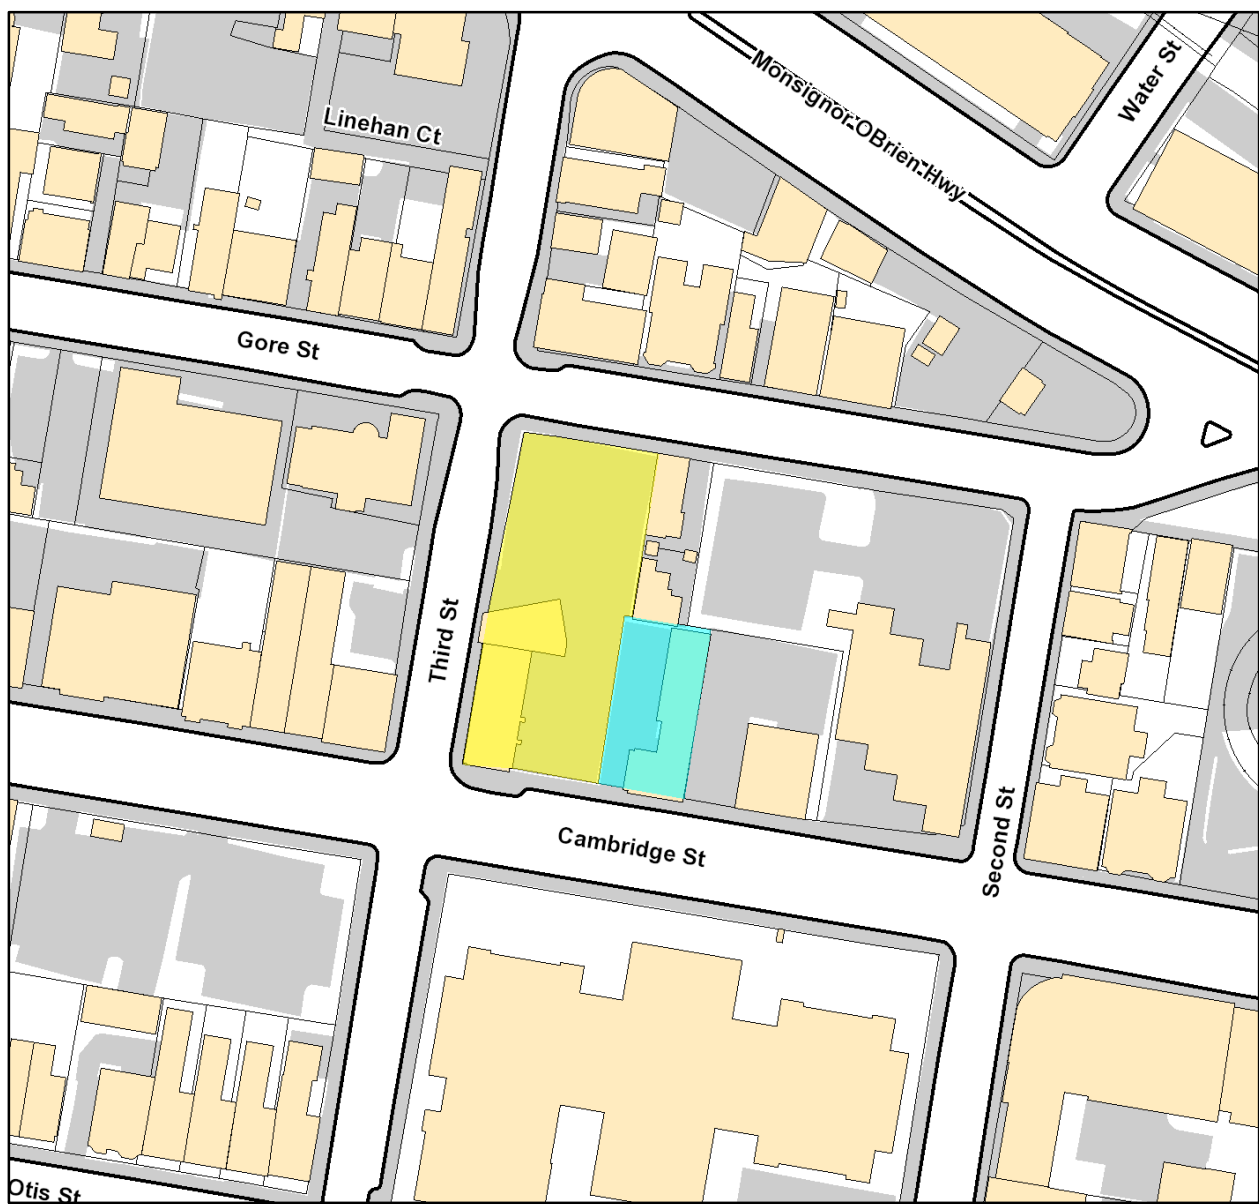 Monsignor OBrien Hwy
Water St
Linehan Ct
Gore St
Third St
Cambridge St
Second St
Otis St